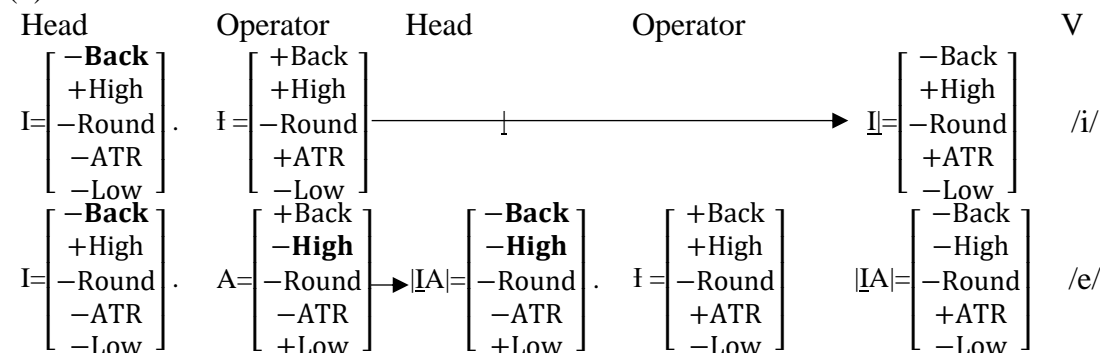 Head Operator Head Operator V
−Back +Back −Back
+High +High +High
I= −Round . Ɨ = −Round I|= −Round /i/
−ATR +ATR +ATR
−Low −Low −Low
−Back +Back −Back +Back −Back
+High −High −High +High −High
I= −Round . A= −Round |IA|= −Round . Ɨ = −Round |IA|= −Round /e/
−ATR −ATR −ATR +ATR +ATR
−Low +Low +Low −Low −Low